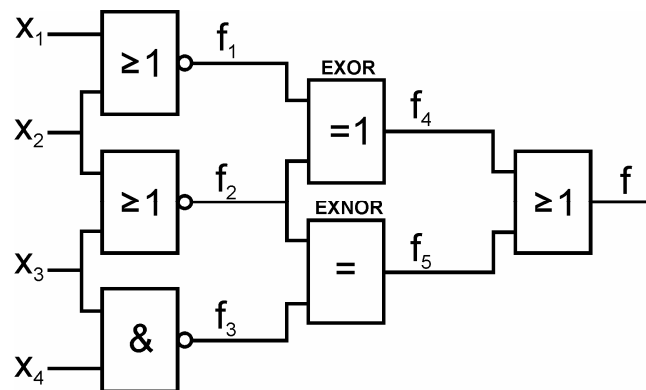 x₁
≥1
f₁
EXOR
=1
f₄
x₂
≥1
f₂
EXNOR
=
f₅
≥1
f
x₃
&
f₃
x₄